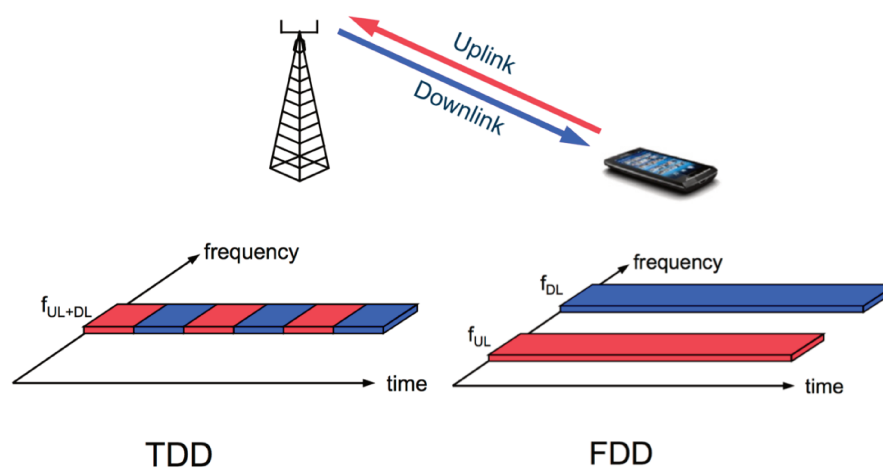 Uplink
Downlink
frequency
f_UL+DL
time
TDD
frequency
f_DL
f_UL
time
FDD